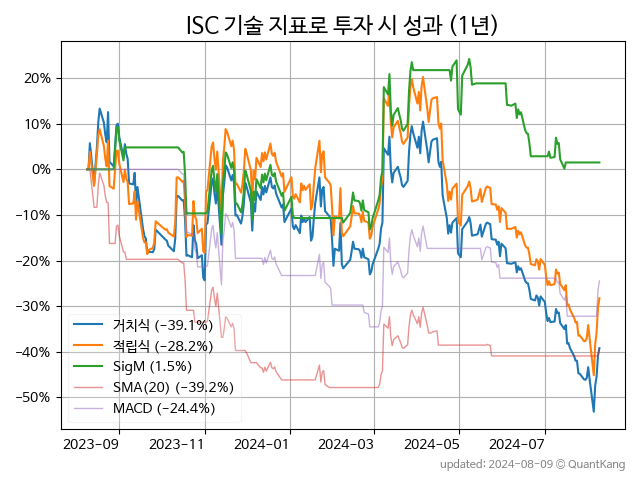 ISC 기술 지표로 투자 시 성과 (1년)
20%
10%
0%
−10%
−20%
−30%
−40%
−50%
거치식 (−39.1%)
적립식 (−28.2%)
SigM (1.5%)
SMA(20) (−39.2%)
MACD (−24.4%)
2023−09
2023−11
2024−01
2024−03
2024−05
2024−07
updated: 2024−08−09 © QuantKang